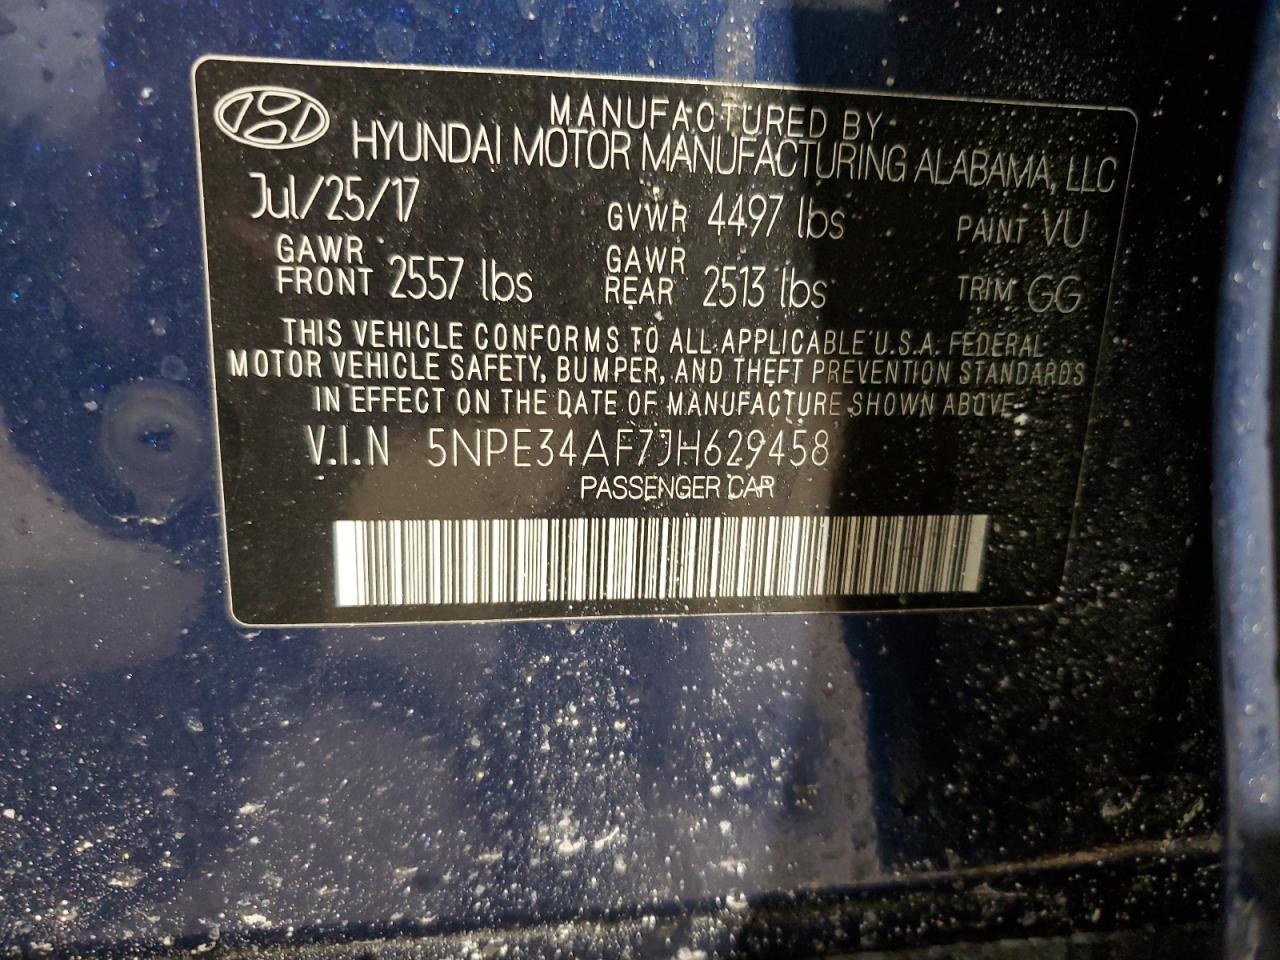 MANUFACTURED BY
HYUNDAI MOTOR MANUFACTURING ALABAMA, LLC
Jul/25/17 GVWR 4497 lbs PAINT VU
GAWR FRONT 2557 lbs GAWR REAR 2513 lbs TRIM GG
THIS VEHICLE CONFORMS TO ALL APPLICABLE U.S.A. FEDERAL
MOTOR VEHICLE SAFETY, BUMPER, AND THEFT PREVENTION STANDARDS
IN EFFECT ON THE DATE OF MANUFACTURE SHOWN ABOVE
V.I.N 5NPE34AF7JH629458
PASSENGER CAR